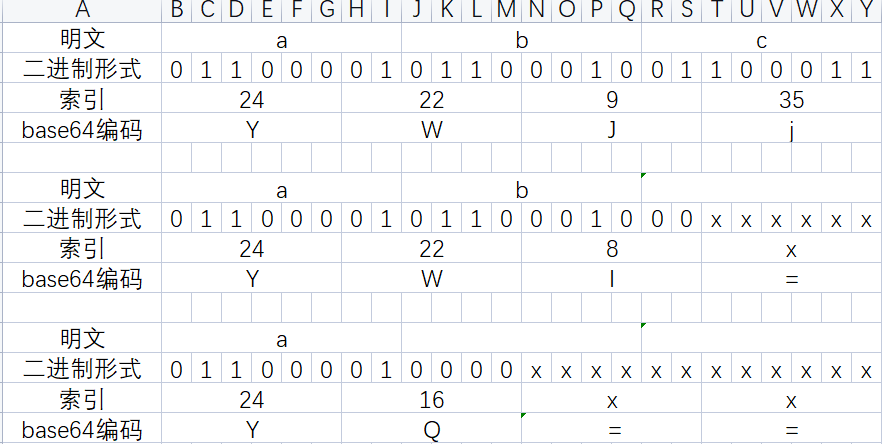 A B C D E F G H I J K L M N O P Q R S T U V W X Y
明文 a b c
二进制形式 0 1 1 0 0 0 0 1 0 1 1 0 0 0 1 0 0 1 1 0 0 0 1 1
索引 24 22 9 35
base64编码 Y W J j
明文 a b
二进制形式 0 1 1 0 0 0 0 1 0 1 1 0 0 0 1 0 0 0 x x x x x x
索引 24 22 8 x
base64编码 Y W I =
明文 a
二进制形式 0 1 1 0 0 0 0 1 0 0 0 0 x x x x x x x x x x x x
索引 24 16 x x
base64编码 Y Q = =